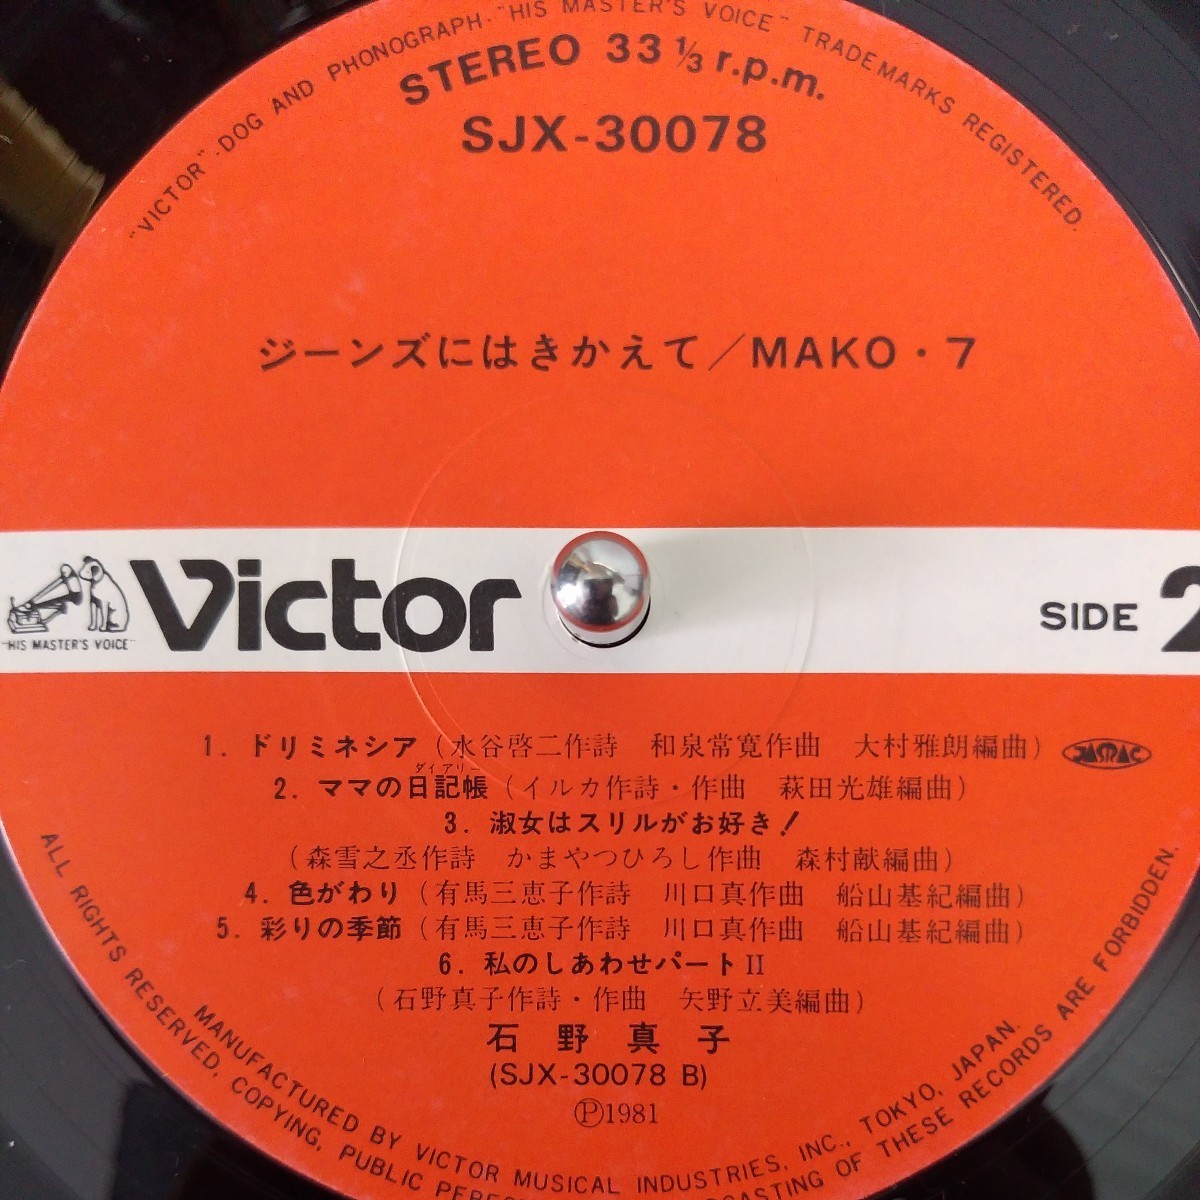 "VICTOR"·DOG AND PHONOGRAPH·"HIS MASTER'S VOICE" TRADEMARKS REGISTERED.
STEREO 33 1/3 r.p.m.
SJX-30078
ジーンズにはきかえて／MAKO・7
"HIS MASTER'S VOICE"
Victor
SIDE 2
1. ドリミネシア（水谷啓二作詩 和泉常寛作曲 大村雅朗編曲）
JASRAC
ダイアリー
2. ママの日記帳（イルカ作詩・作曲 萩田光雄編曲）
3. 淑女はスリルがお好き！
（森雪之丞作詩 かまやつひろし作曲 森村献編曲）
4. 色がわり（有馬三恵子作詩 川口真作曲 船山基紀編曲）
5. 彩りの季節（有馬三恵子作詩 川口真作曲 船山基紀編曲）
6. 私のしあわせパートII
（石野真子作詩・作曲 矢野立美編曲）
石野真子
(SJX-30078 B)
Ⓟ1981
MANUFACTURED BY VICTOR MUSICAL INDUSTRIES, INC., TOKYO, JAPAN.
ALL RIGHTS RESERVED, COPYING, PUBLIC OF THESE RECORDS ARE FORBIDDEN.